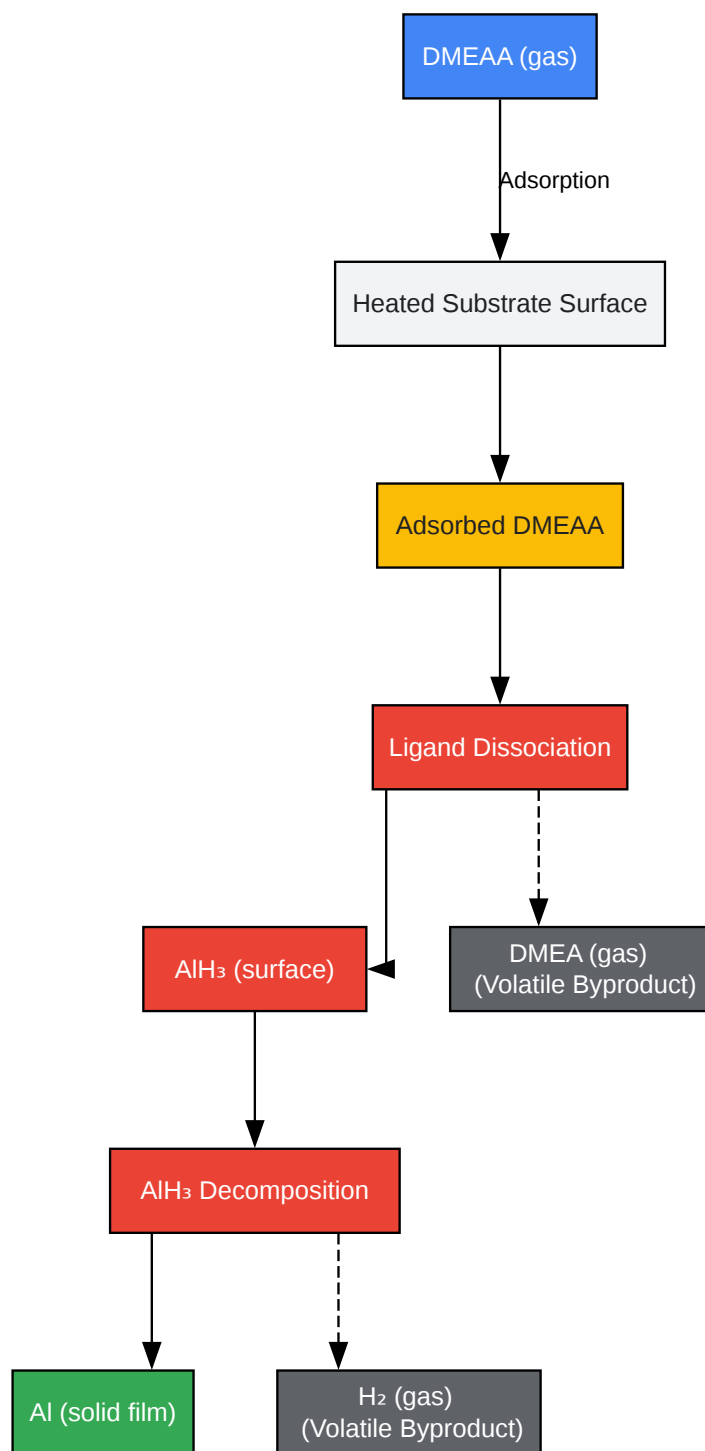 DMEAA (gas)
Adsorption
Heated Substrate Surface
Adsorbed DMEAA
Ligand Dissociation
AlH₃ (surface)
DMEA (gas)
(Volatile Byproduct)
AlH₃ Decomposition
Al (solid film)
H₂ (gas)
(Volatile Byproduct)